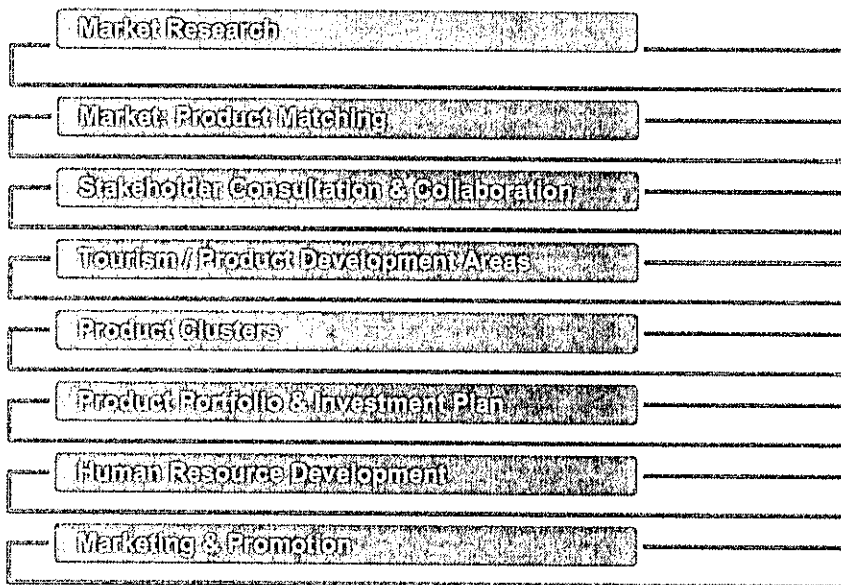 Market Research
Market: Product Matching
Stakeholder Consultation & Collaboration
Tourism / Product Development Areas
Product Clusters
Product Portfolio & Investment Plan
Human Resource Development
Marketing & Promotion